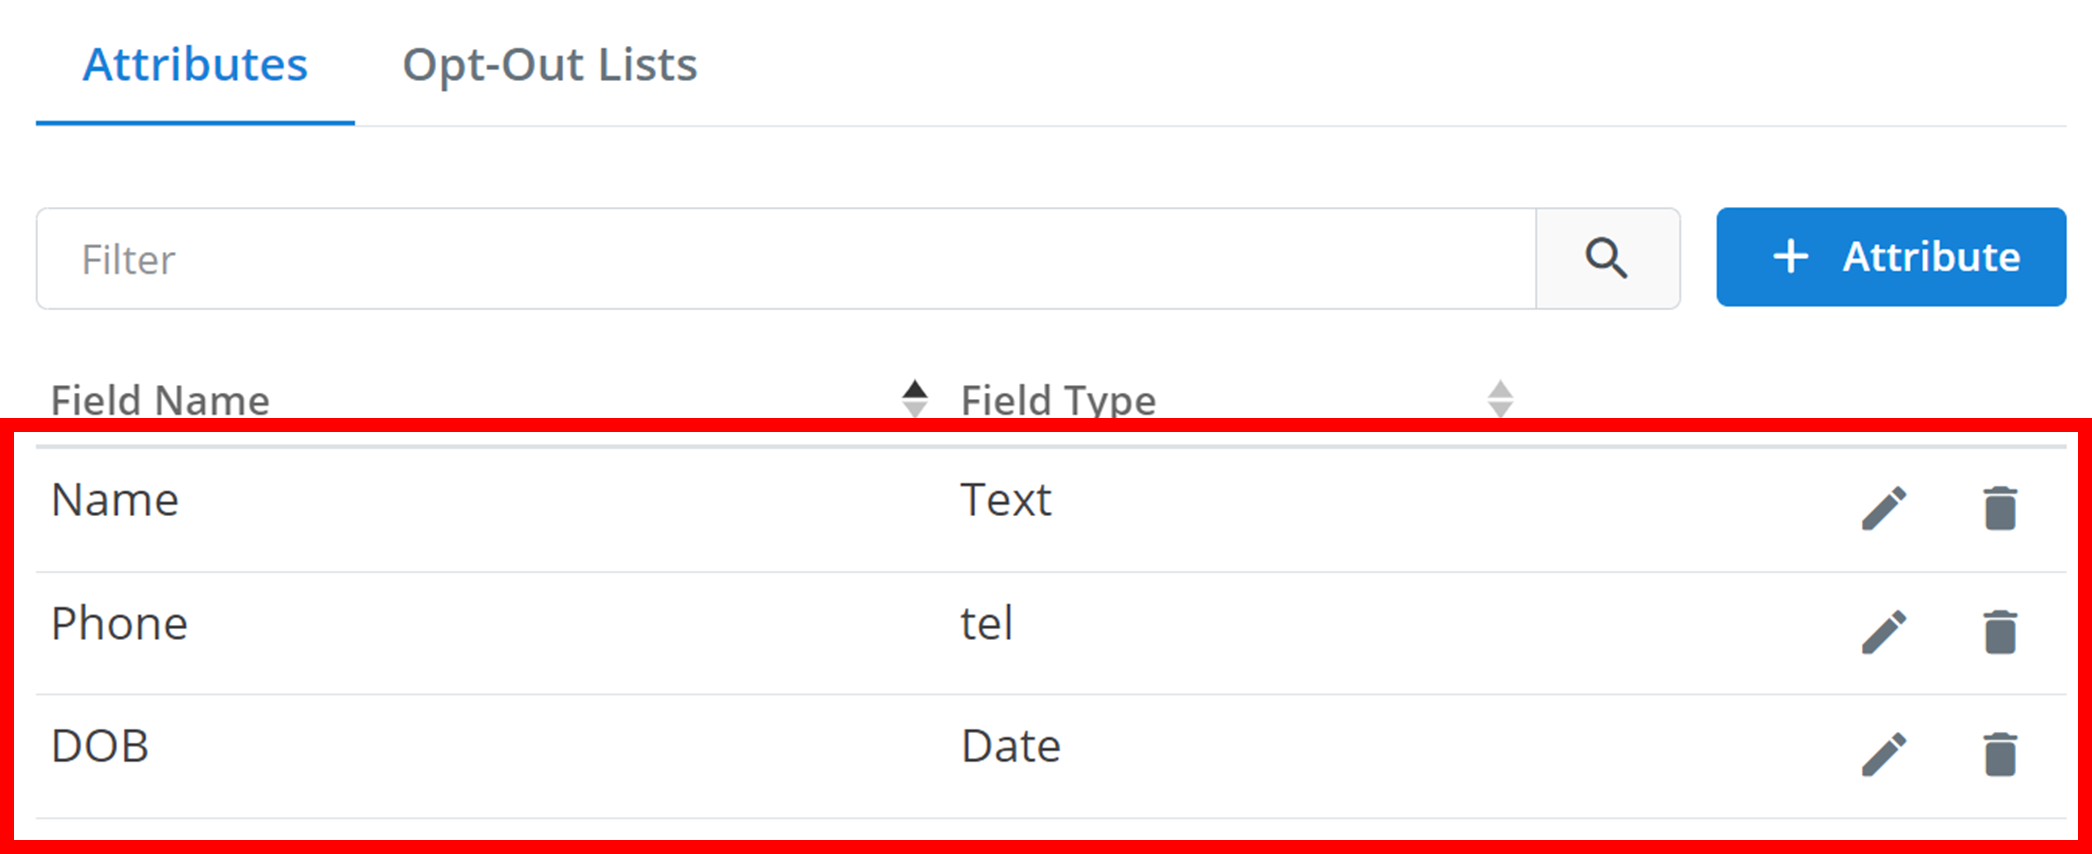 Attributes Opt-Out Lists
Filter
+ Attribute
Field Name Field Type
Name Text
Phone tel
DOB Date